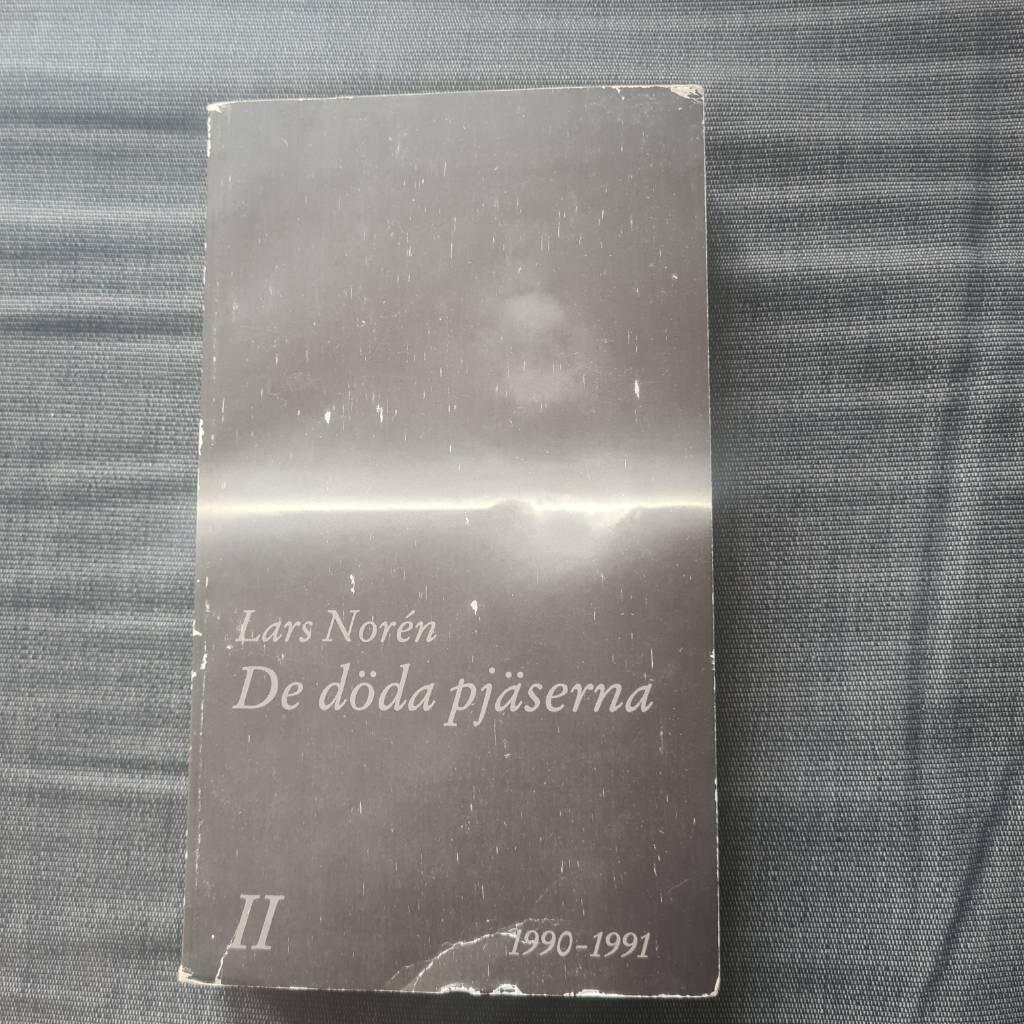 Lars Norén
De döda pjäserna
II
1990–1991